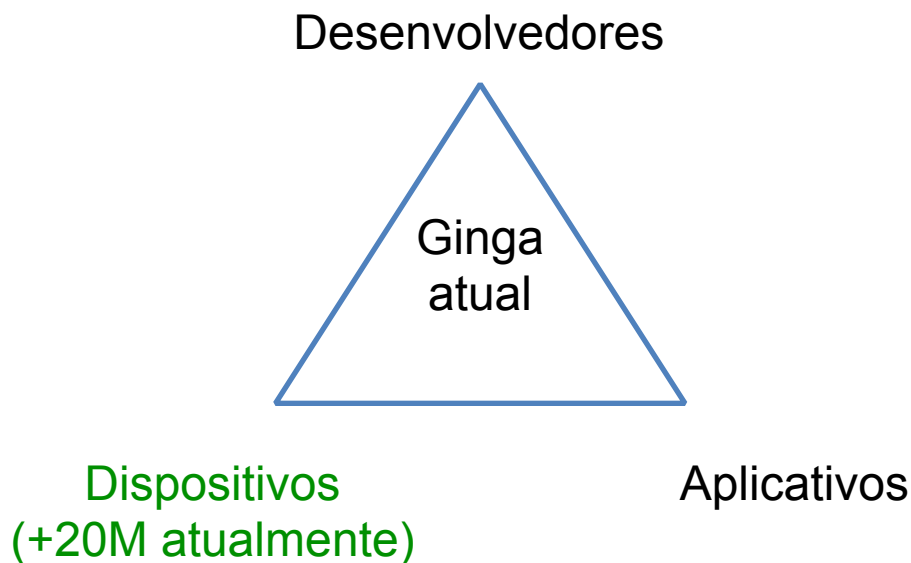 Desenvolvedores
Ginga
atual
Dispositivos
(+20M atualmente)
Aplicativos